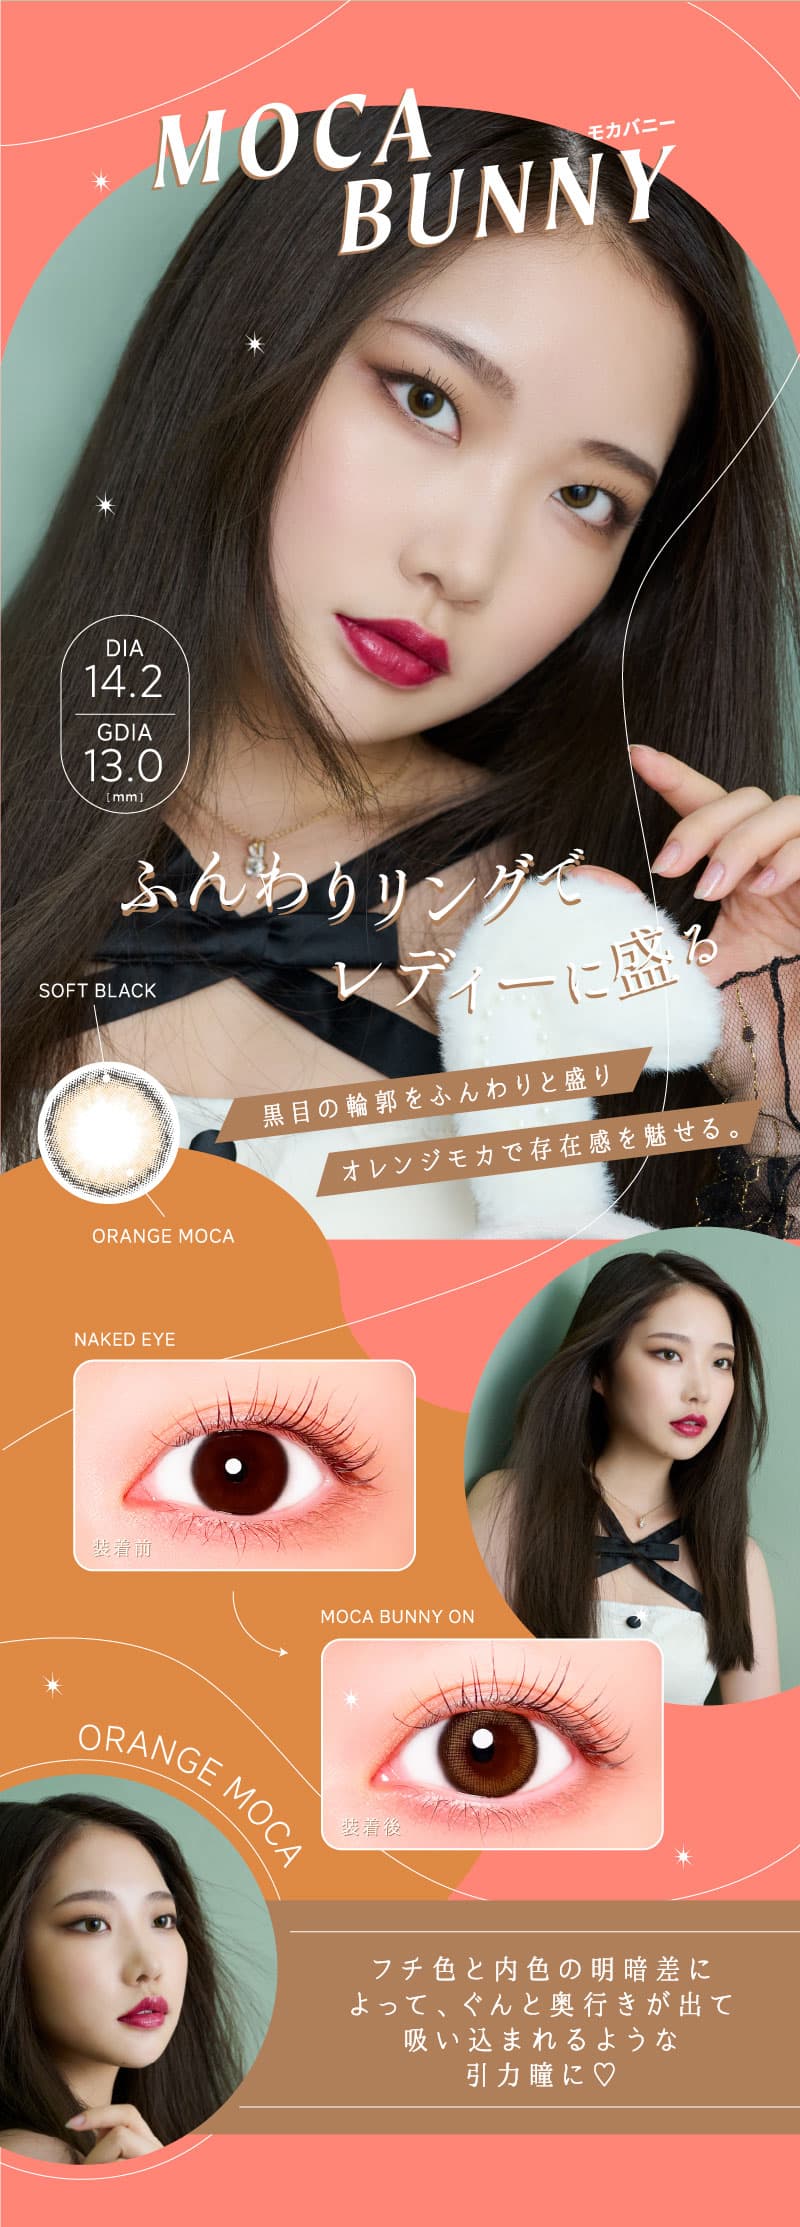 MOCA
モカバニー
BUNNY
DIA
14.2
GDIA
13.0
[mm]
ふんわりリングで
レディーに盛る
SOFT BLACK
黒目の輪郭をふんわりと盛り
オレンジモカで存在感を魅せる。
ORANGE MOCA
NAKED EYE
装着前
MOCA BUNNY ON
装着後
ORANGE MOCA
フチ色と内色の明暗差に
よって、ぐんと奥行きが出て
吸い込まれるような
引力瞳に♡